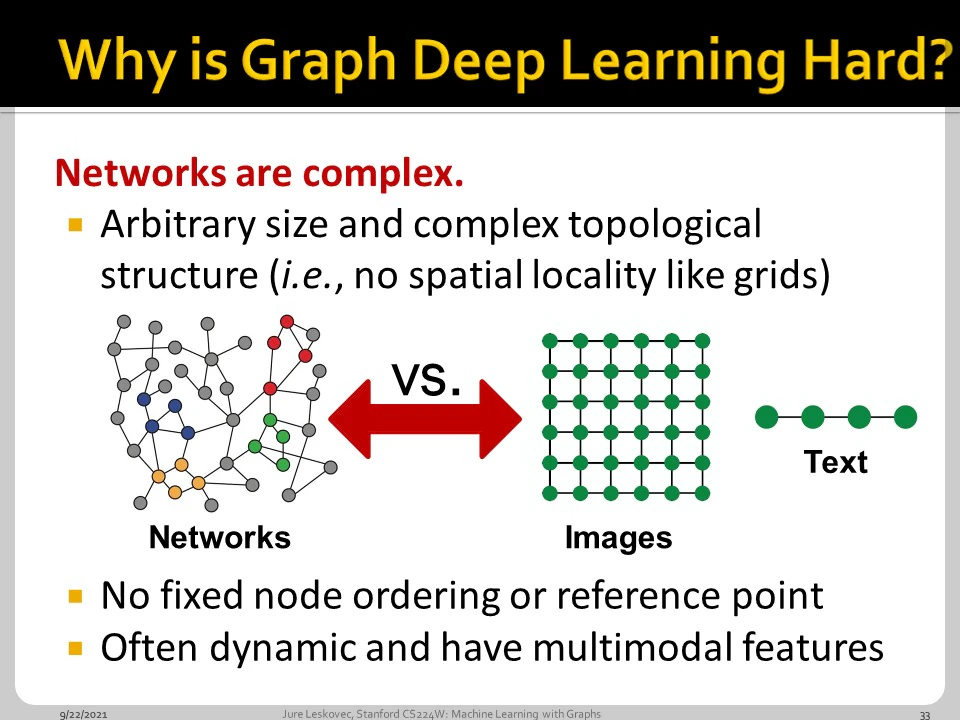 Why is Graph Deep Learning Hard?
Networks are complex.
Arbitrary size and complex topological
structure (i.e., no spatial locality like grids)
vs.
Text
Networks
Images
No fixed node ordering or reference point
Often dynamic and have multimodal features
9/22/2021
Jure Leskovec, Stanford CS224W: Machine Learning with Graphs
33